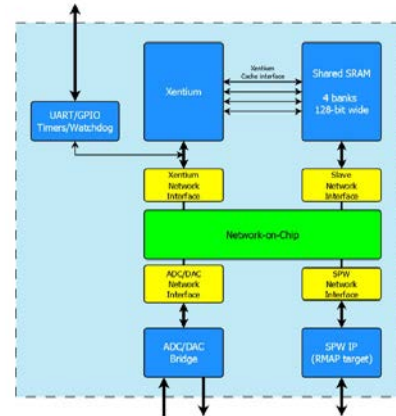 Xentium
Cache interface
Xentium
Shared SRAM
4 banks
128-bit wide
UART/GPIO
Timers/Watchdog
Xentium
Network
Interface
Slave
Network
Interface
Network-on-Chip
ADC/DAC
Network
Interface
SPW
Network
Interface
ADC/DAC
Bridge
SPW IP
(RMAP target)